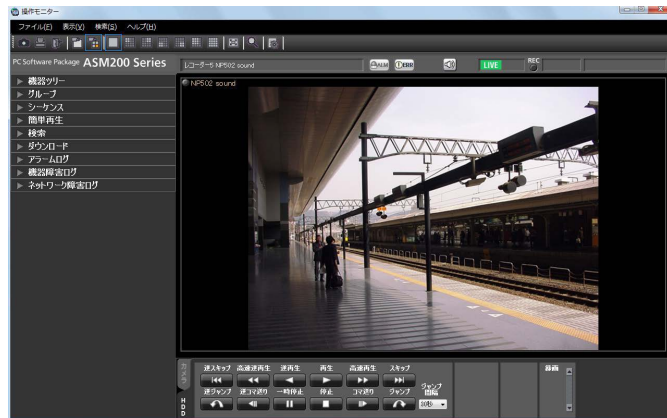 操作モニター
ファイル(F) 表示(V) 検索(S) ヘルプ(H)
PC Software Package ASM200 Series
レコーダー5 NP502 sound
ALM
ERR
LIVE
REC
機器ツリー
グループ
シーケンス
簡単再生
検索
ダウンロード
アラームログ
機器障害ログ
ネットワーク障害ログ
NP502 sound
カメラ
HDD
逆スキップ 高速逆再生 逆再生 再生 高速再生 スキップ
逆ジャンプ 逆コマ送り 一時停止 停止 コマ送り ジャンプ
ジャンプ
間隔
30秒
録画